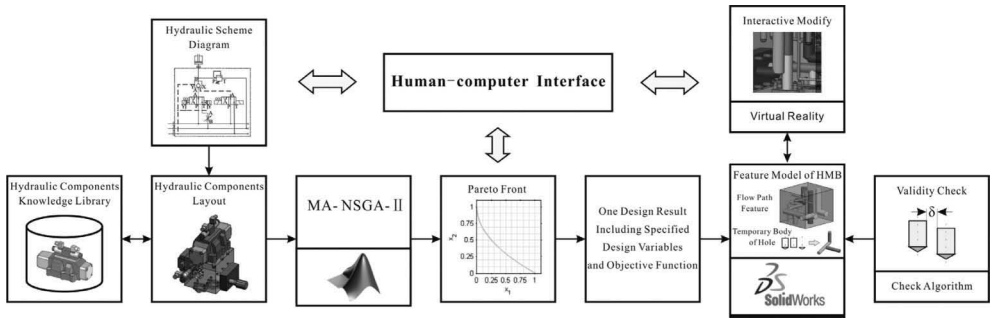 Hydraulic Scheme
Diagram
Human-computer Interface
Interactive Modify
Virtual Reality
Hydraulic Components
Knowledge Library
Hydraulic Components
Layout
MA- NSGA-II
Pareto Front
1
0.75
0.5
0.25
0
x2
0 0.25 0.5 0.75 1
x1
One Design Result
Including Specified
Design Variables
and Objective Function
Feature Model of HMB
Flow Path
Feature
Temporary Body
of Hole
SolidWorks
Validity Check
δ
Check Algorithm